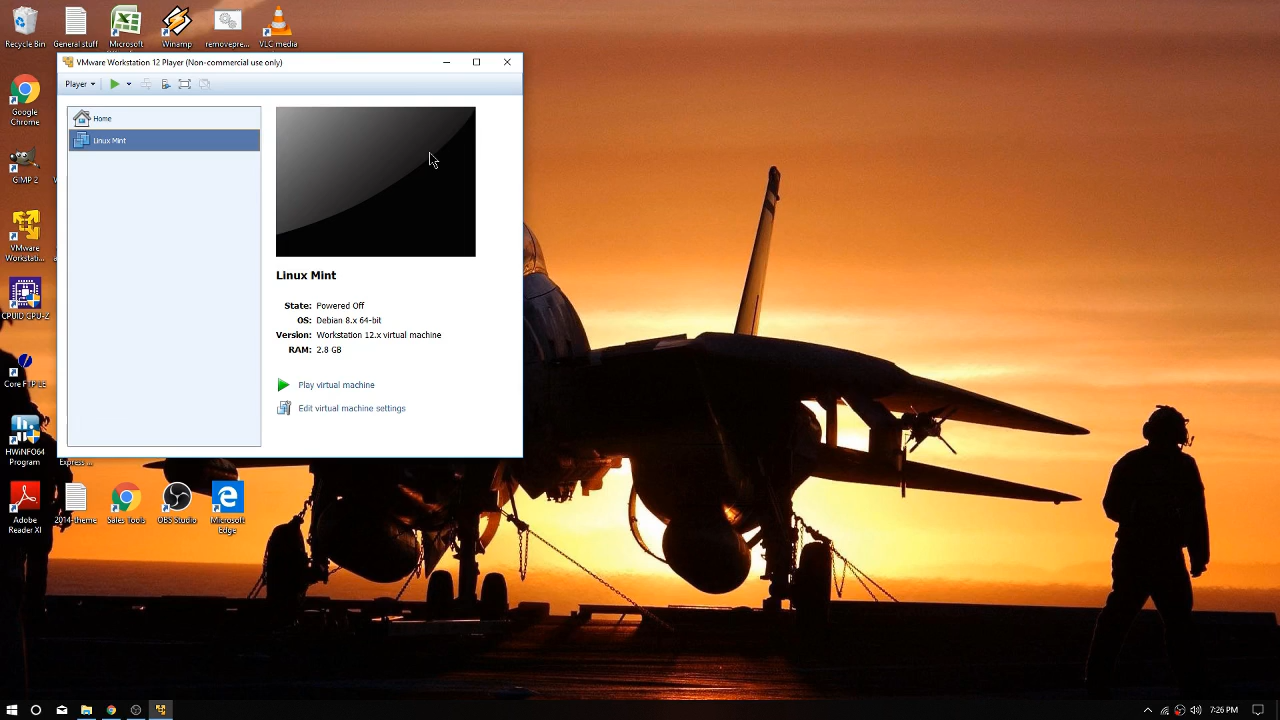 Recycle Bin
General stuff
Microsoft
Winamp
removepre...
VLC media
VMware Workstation 12 Player (Non-commercial use only)
Player
Home
Linux Mint
Linux Mint
State: Powered Off
OS: Debian 8.x 64-bit
Version: Workstation 12.x virtual machine
RAM: 2.8 GB
Play virtual machine
Edit virtual machine settings
Google
Chrome
GIMP 2
VMware
Workstati...
CPUID CPU-Z
Core FTP LE
HWiNFO64
Program
Express ...
Adobe
Reader XI
2014-theme
Sales Tools
OBS Studio
Microsoft
Edge
7:26 PM